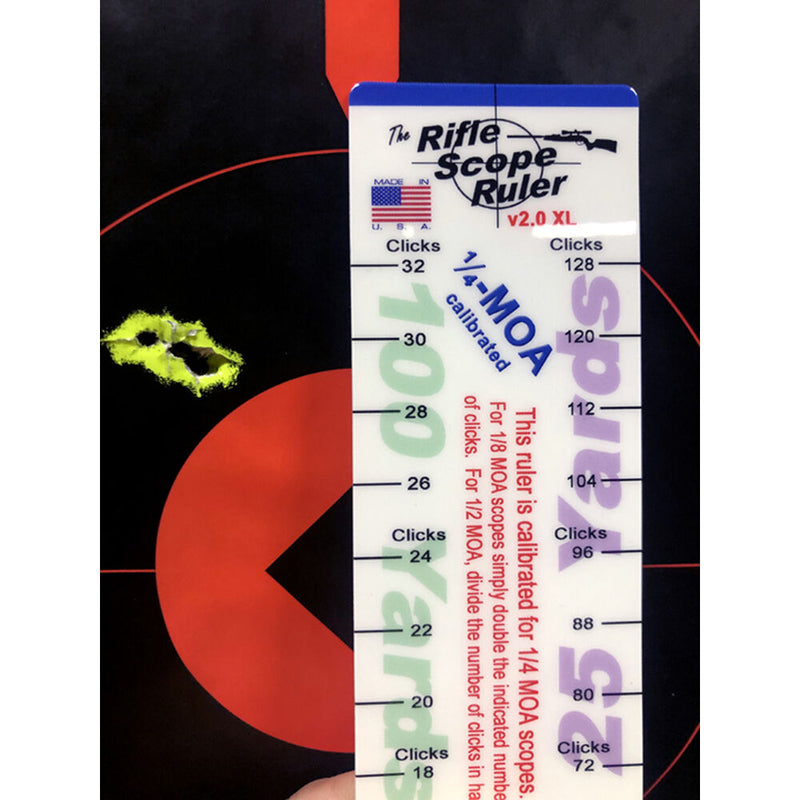 The Rifle
Scope
Ruler
v2.0 XL
MADE IN
U. S. A.
Clicks
32
30
28
26
Clicks
24
22
20
Clicks
18
100 Yards
1/4-MOA
calibrated
This ruler is calibrated for 1/4 MOA scopes.
For 1/8 MOA scopes simply double the indicated
of clicks. For 1/2 MOA, divide the number of clicks in
Clicks
128
120
112
104
Clicks
96
88
80
Clicks
72
25 Yards